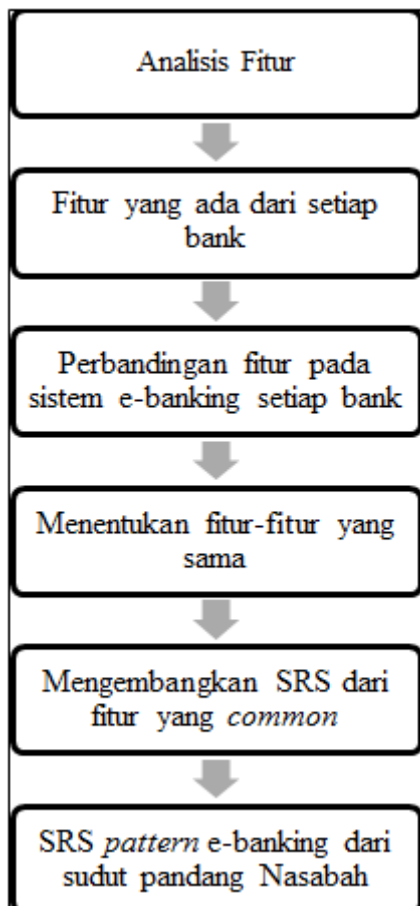 Analisis Fitur
Fitur yang ada dari setiap
bank
Perbandingan fitur pada
sistem e-banking setiap bank
Menentukan fitur-fitur yang
sama
Mengembangkan SRS dari
fitur yang common
SRS pattern e-banking dari
sudut pandang Nasabah